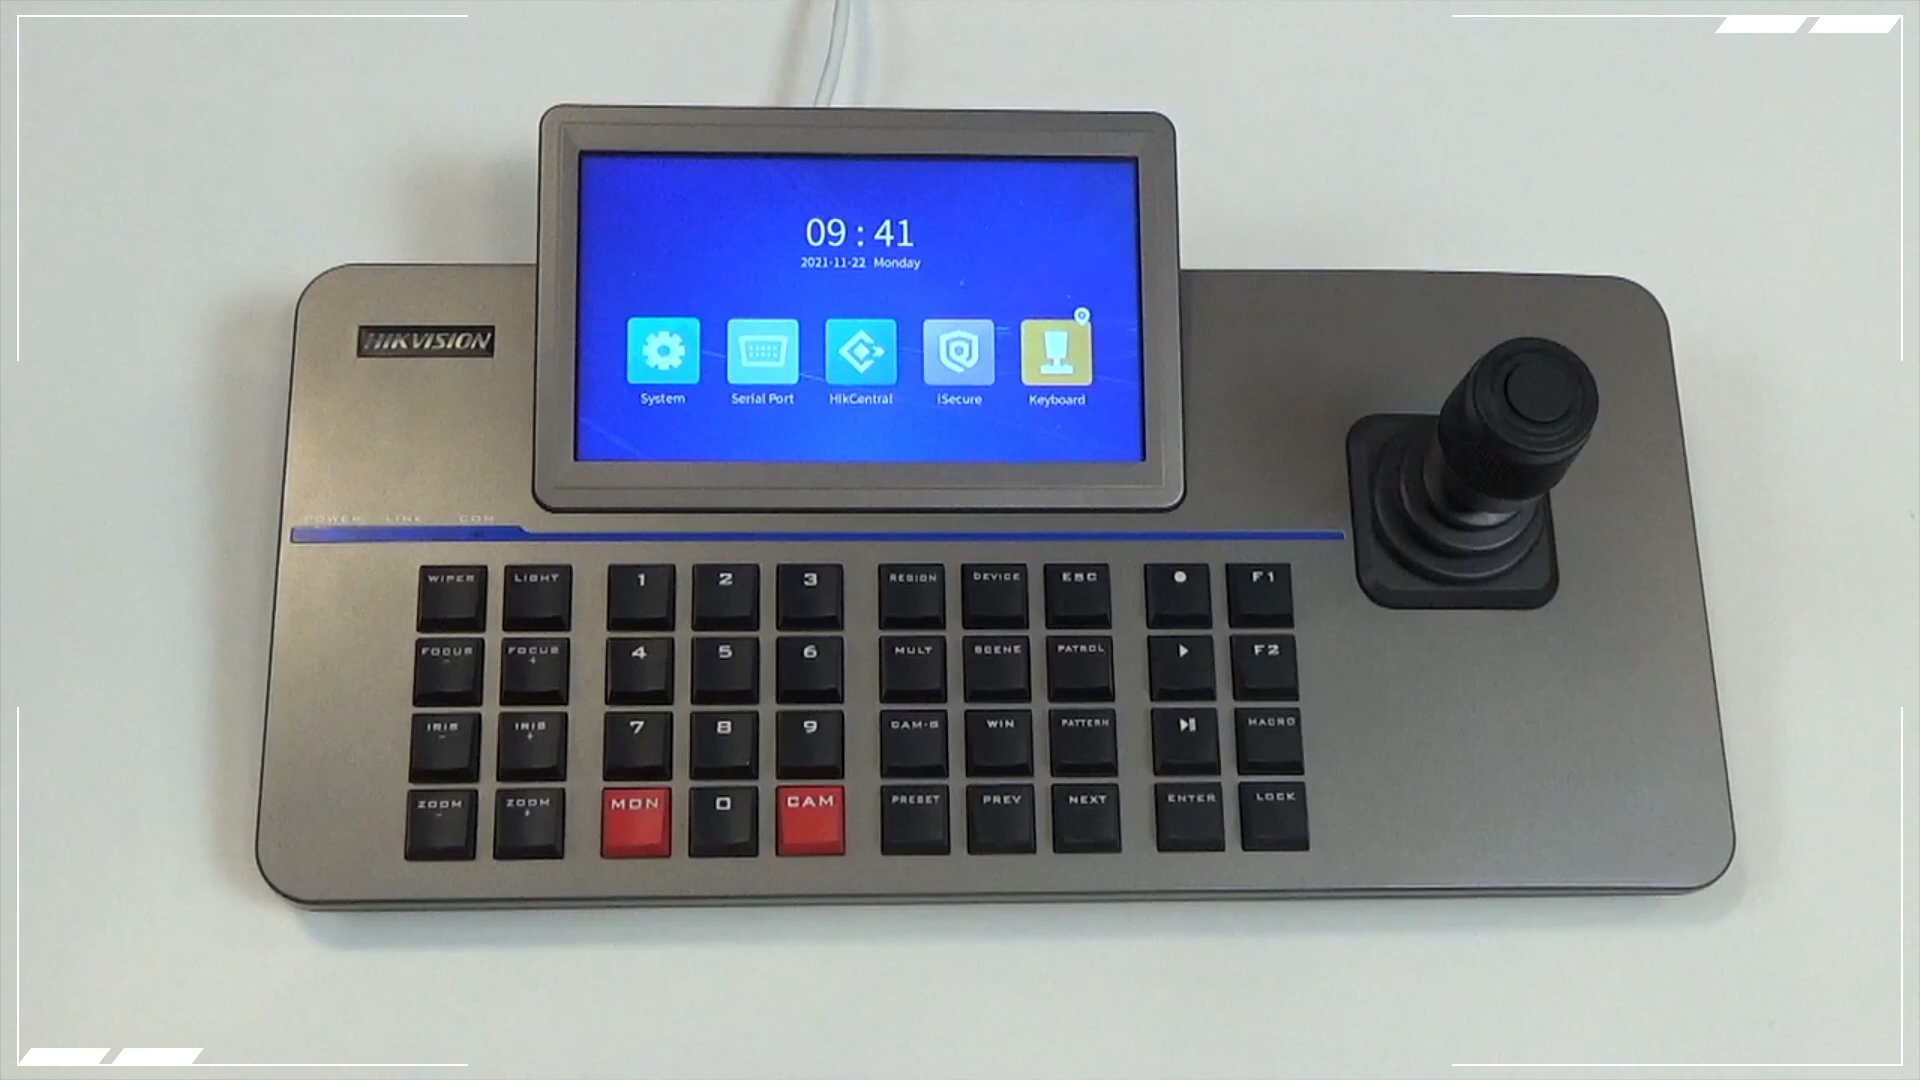 09 : 41
2021-11-22 Monday
System Serial Port HikCentral iSecure Keyboard
HIKVISION
POWER LINK COM
WIPER LIGHT 1 2 3 REGION DEVICE ESC F1
FOCUS - FOCUS + 4 5 6 MULT SCENE PATROL F2
IRIS - IRIS + 7 8 9 CAM-G WIN PATTERN MACRO
ZOOM - ZOOM + MON 0 CAM PRESET PREV NEXT ENTER LOCK